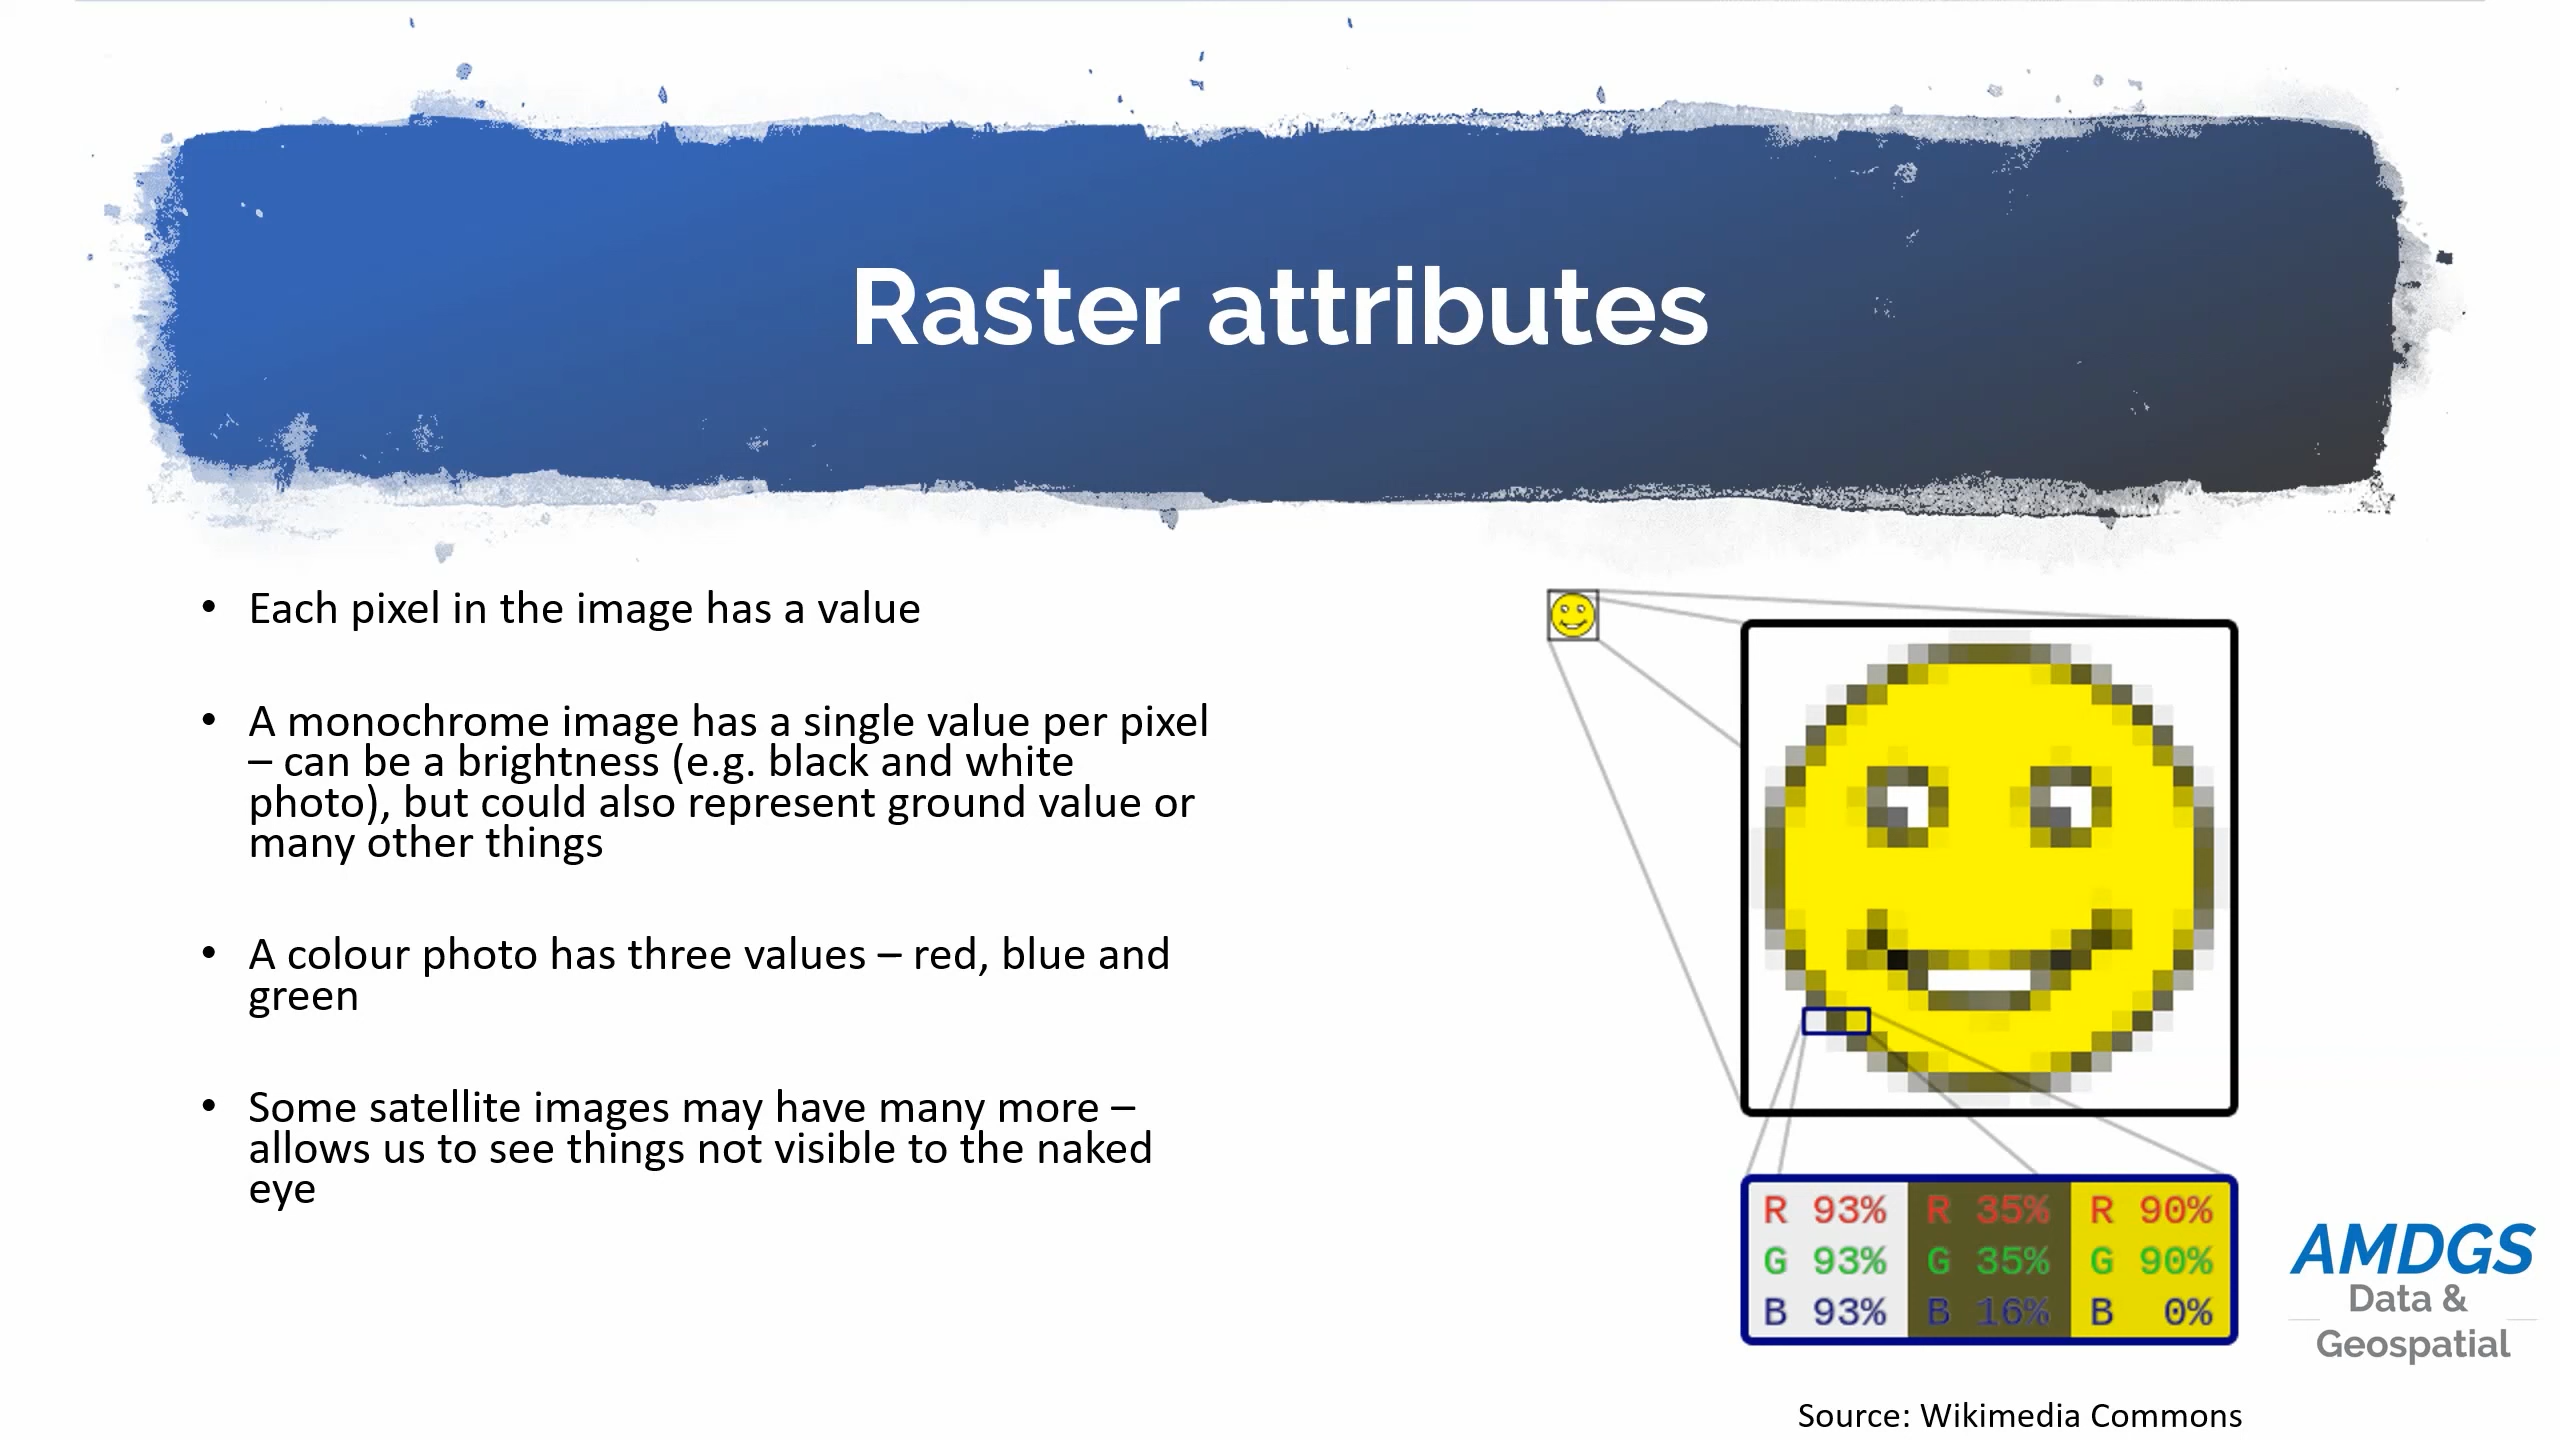 Raster attributes
• Each pixel in the image has a value
• A monochrome image has a single value per pixel
– can be a brightness (e.g. black and white
photo), but could also represent ground value or
many other things
• A colour photo has three values – red, blue and
green
• Some satellite images may have many more –
allows us to see things not visible to the naked
eye
R 93% R 35% R 90%
G 93% G 35% G 90%
B 93% B 16% B 0%
AMDGS
Data &
Geospatial
Source: Wikimedia Commons